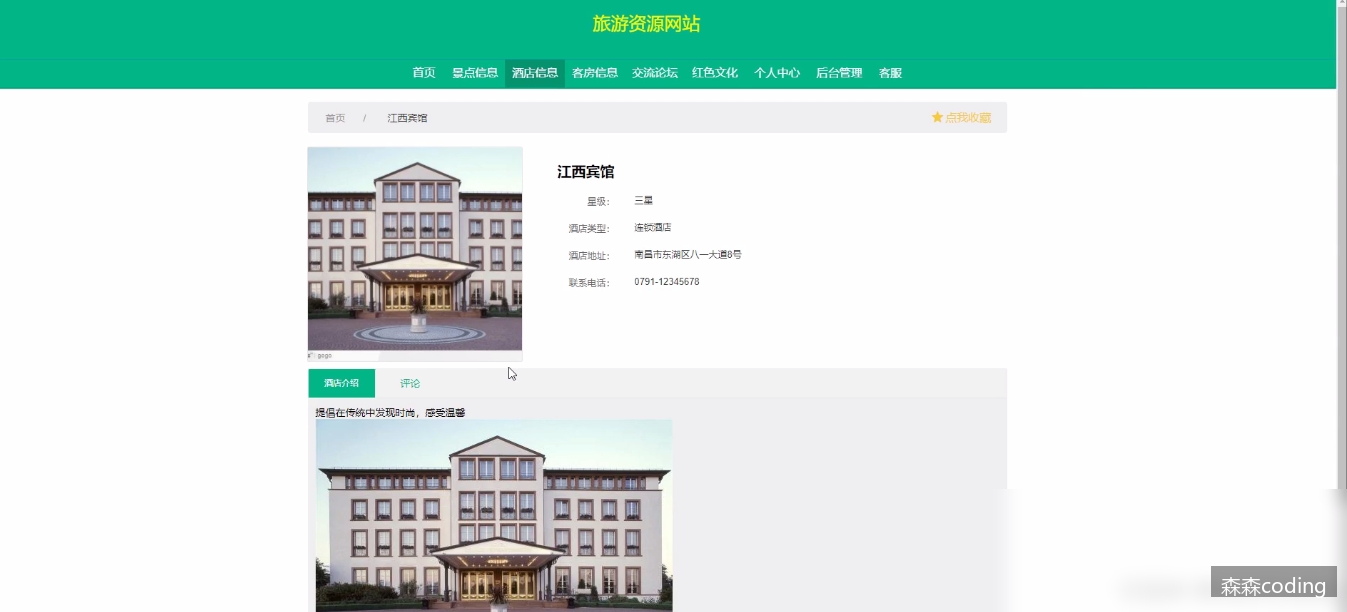 旅游资源网站
首页 景点信息 酒店信息 客房信息 交流论坛 红色文化 个人中心 后台管理 客服
首页 / 江西宾馆 点我收藏
江西宾馆
星级: 三星
酒店类型: 连锁酒店
酒店地址: 南昌市东湖区八一大道8号
联系电话: 0791-12345678
gogo
酒店介绍 评论
提倡在传统中发现时尚，感受温馨
森森coding